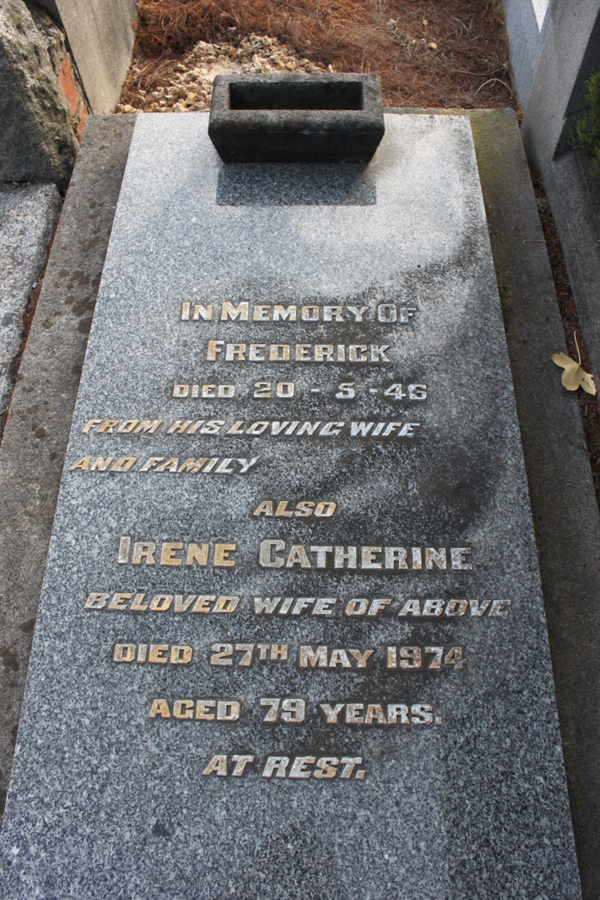 IN MEMORY OF
FREDERICK
DIED 20 - 5 - 46
FROM HIS LOVING WIFE
AND FAMILY
ALSO
IRENE CATHERINE
BELOVED WIFE OF ABOVE
DIED 27TH MAY 1974
AGED 79 YEARS.
AT REST.